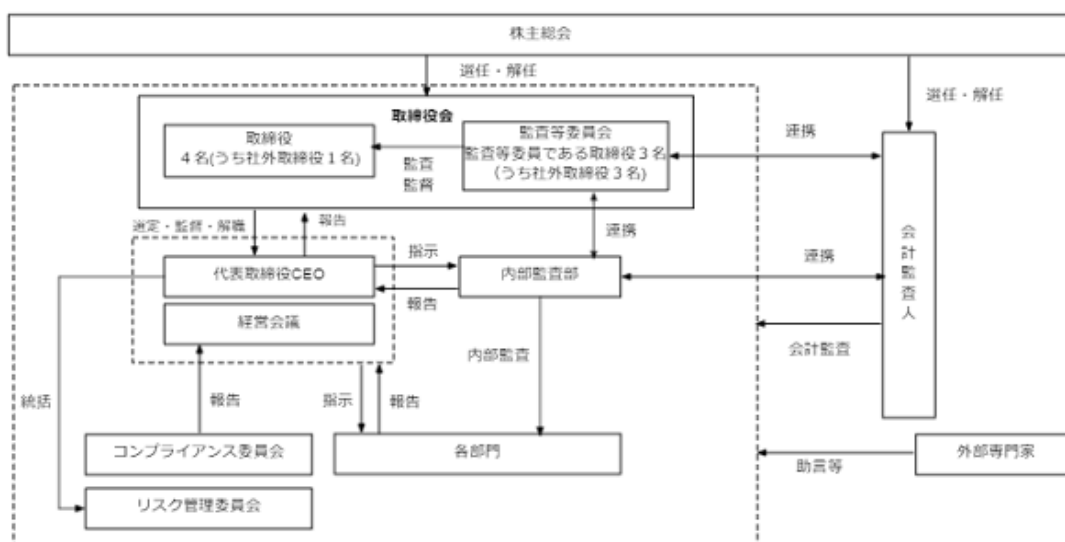 株主総会
選任・解任
選任・解任
取締役会
取締役
4名(うち社外取締役1名)
監査
監督
監査等委員会
監査等委員である取締役3名
(うち社外取締役3名)
連携
選定・監督・解職
報告
連携
会計監査人
代表取締役CEO
指示
報告
内部監査部
連携
経営会議
会計監査
内部監査
統括
報告
指示
報告
コンプライアンス委員会
各部門
助言等
外部専門家
リスク管理委員会